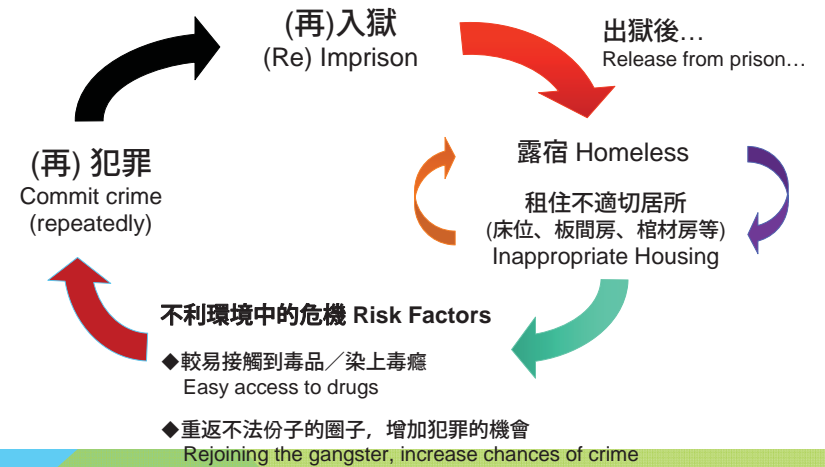 (再)入獄
(Re) Imprison
出獄後…
Release from prison…
露宿 Homeless
租住不適切居所
(床位、板間房、棺材房等)
Inappropriate Housing
不利環境中的危機 Risk Factors
◆較易接觸到毒品／染上毒癮
Easy access to drugs
◆重返不法份子的圈子，增加犯罪的機會
Rejoining the gangster, increase chances of crime
(再) 犯罪
Commit crime
(repeatedly)